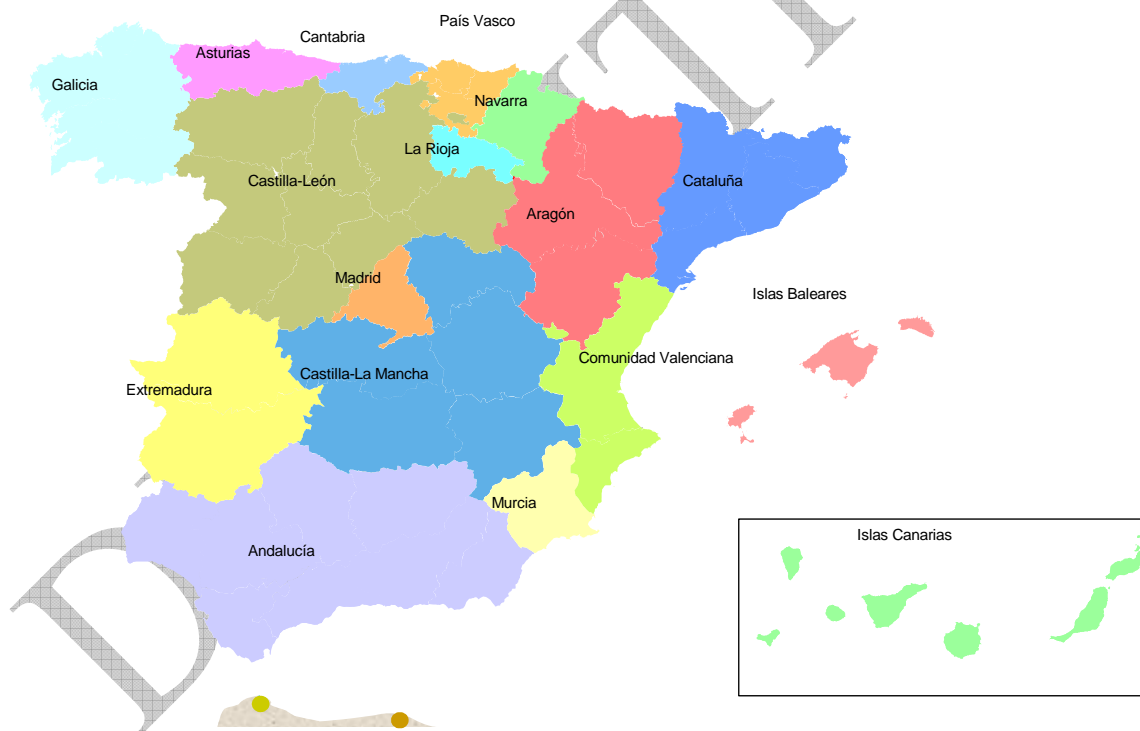 País Vasco
Cantabria
Asturias
Galicia
Navarra
La Rioja
Castilla-León
Cataluña
Aragón
Madrid
Islas Baleares
Comunidad Valenciana
Castilla-La Mancha
Extremadura
Murcia
Islas Canarias
Andalucía